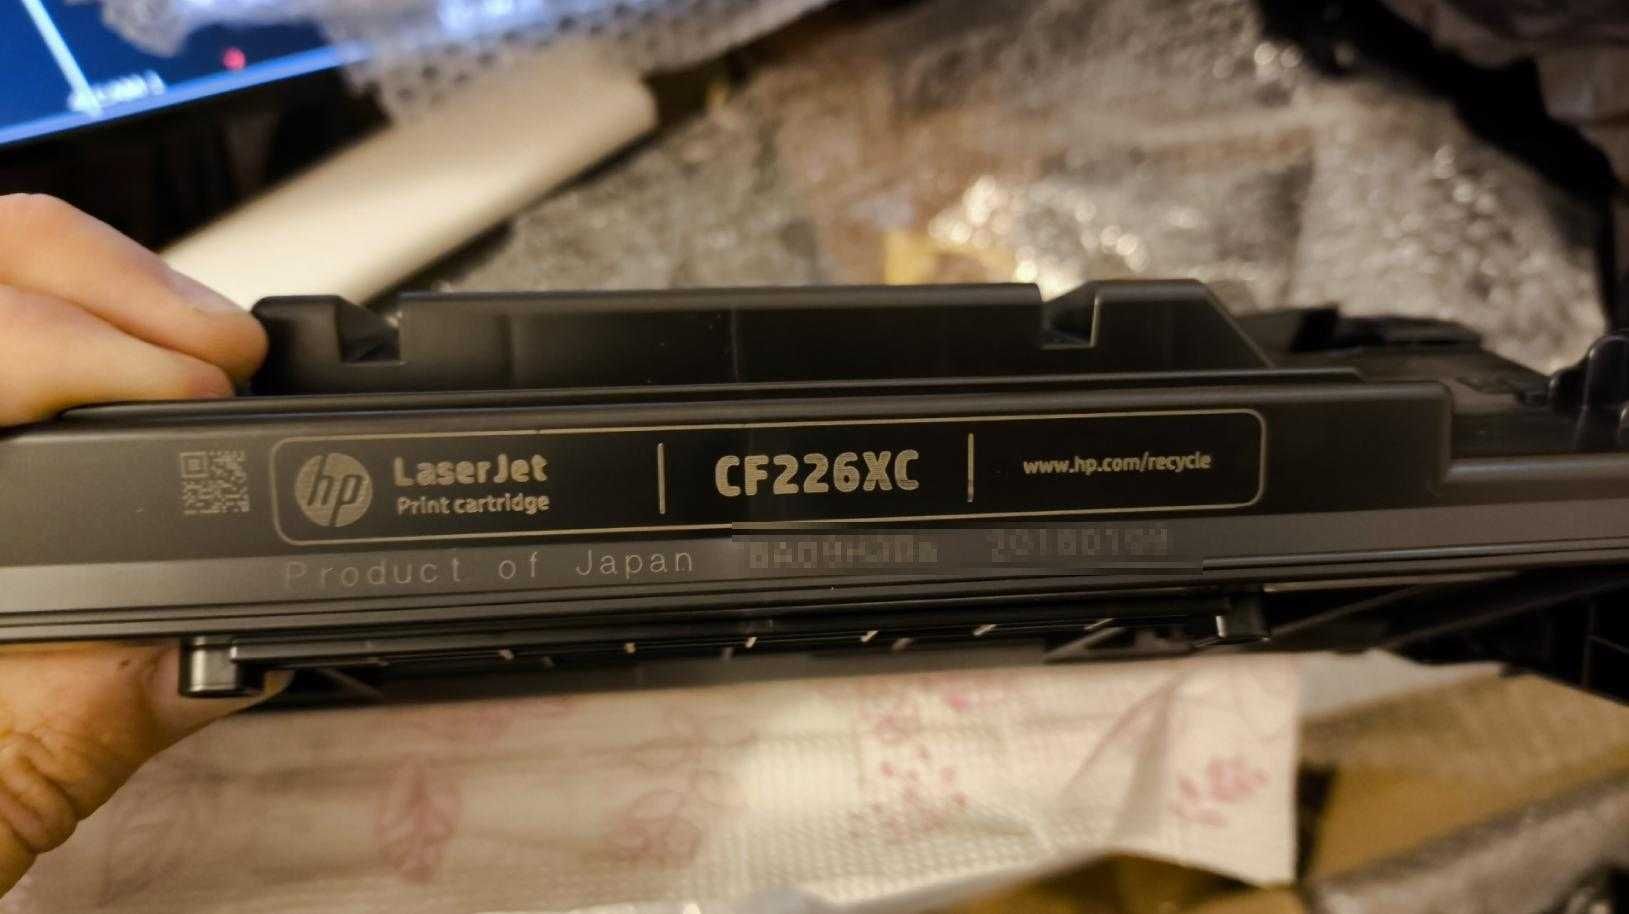 hp
LaserJet
Print cartridge
CF226XC
www.hp.com/recycle
Product of Japan